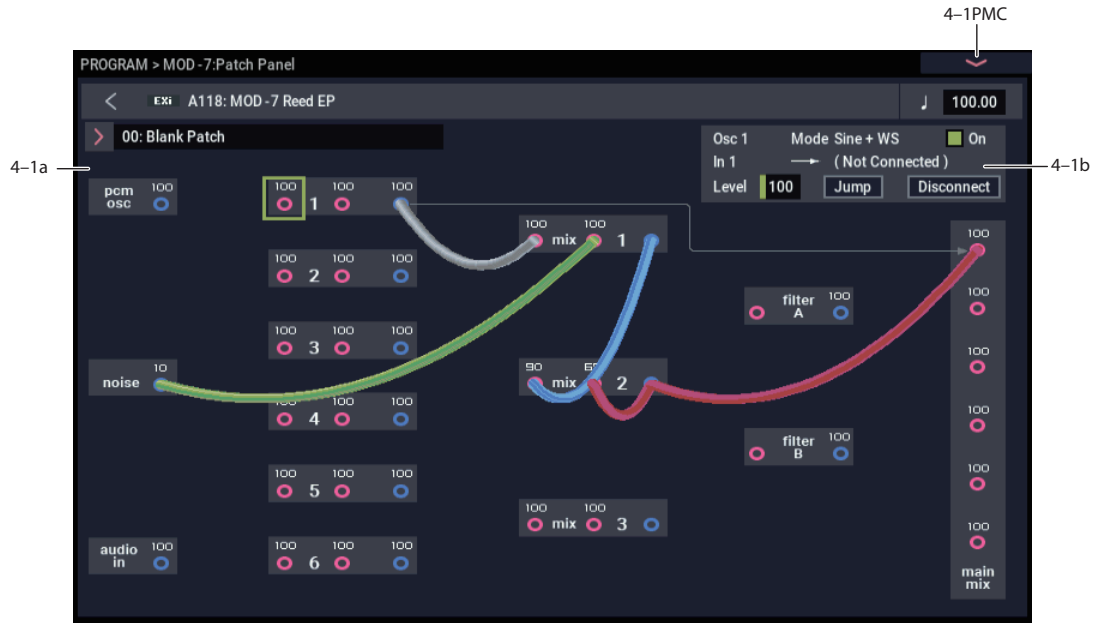 4–1PMC
PROGRAM > MOD-7:Patch Panel
EXi A118: MOD-7 Reed EP
♩ 100.00
00: Blank Patch
Osc 1 Mode Sine + WS On
In 1 → ( Not Connected )
Level 100 Jump Disconnect
4–1a
4–1b
pcm osc 100
100 1 100 100
100 mix 100 1
100
100 2 100 100
filter A 100
100
100 3 100 100
100
noise 10
90 mix 2
100 4 100 100
100
filter B 100
100 5 100 100
100
100 mix 100 3
audio in 100
100 6 100 100
100
main mix